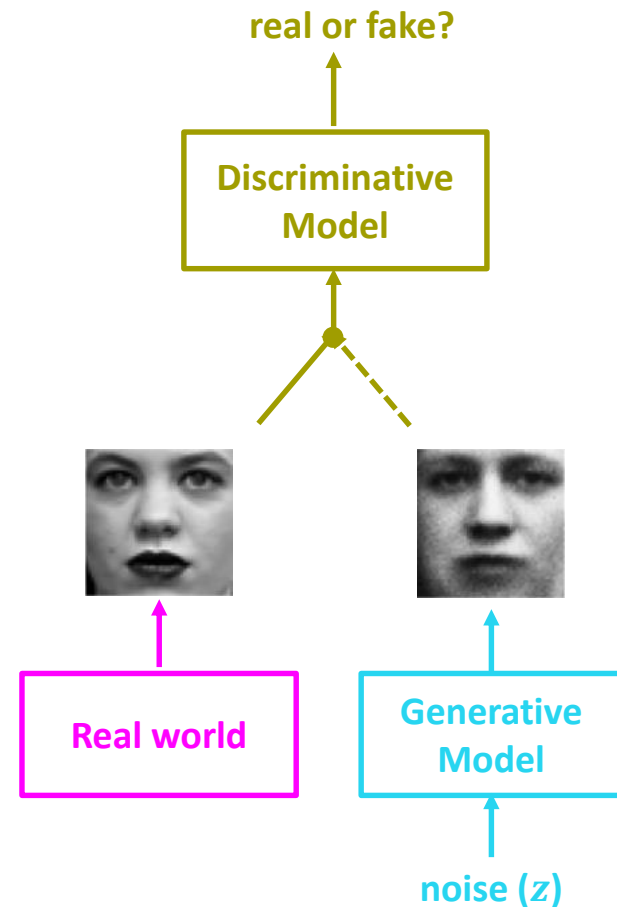 real or fake?
Discriminative
Model
Real world
Generative
Model
noise (z)